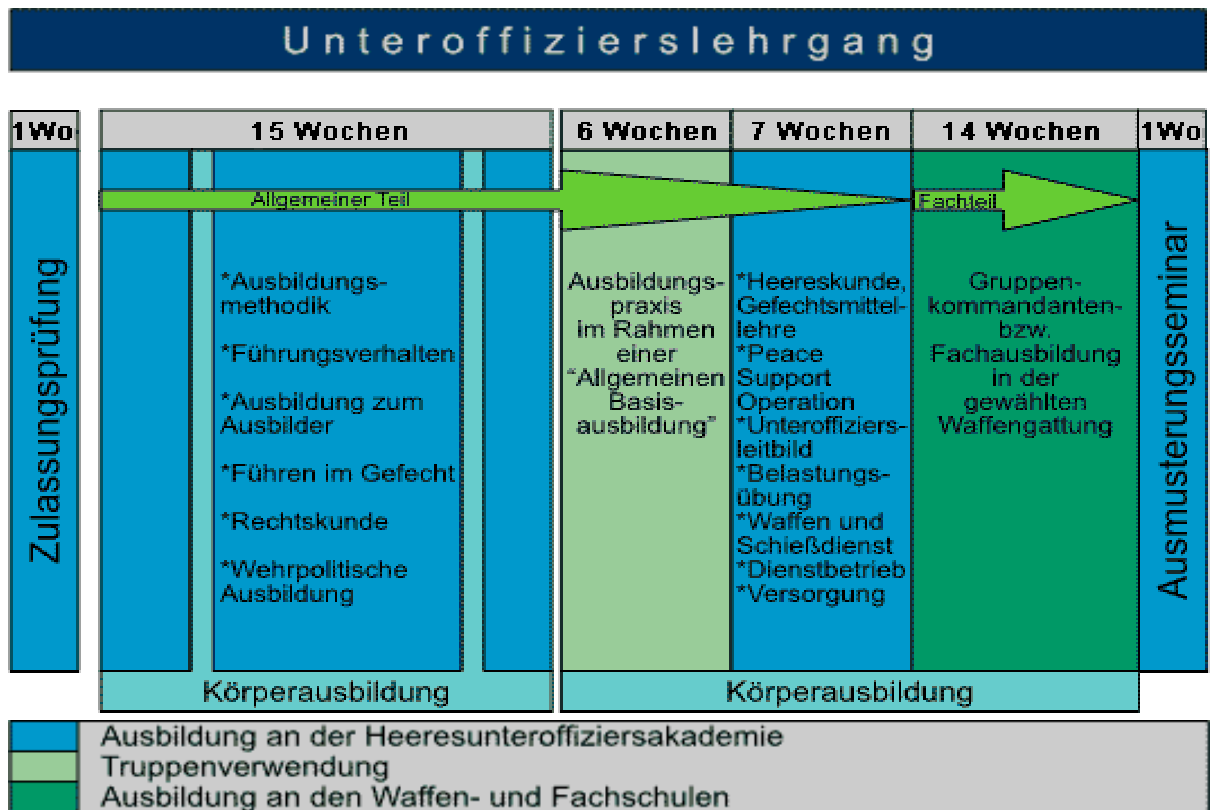 Unteroffizierslehrgang
1Wo
15 Wochen
6 Wochen
7 Wochen
14 Wochen
1Wo
Allgemeiner Teil
Fachteil
Zulassungsprüfung
*Ausbildungs-
methodik
*Führungsverhalten
*Ausbildung zum
Ausbilder
*Führen im Gefecht
*Rechtskunde
*Wehrpolitische
Ausbildung
Ausbildungs-
praxis
im Rahmen
einer
"Allgemeinen
Basis-
ausbildung"
*Heereskunde,
Gefechtsmittel-
lehre
*Peace
Support
Operation
*Unteroffiziers-
leitbild
*Belastungs-
übung
*Waffen und
Schießdienst
*Dienstbetrieb
*Versorgung
Gruppen-
kommandanten-
bzw.
Fachausbildung
in der
gewählten
Waffengattung
Ausmusterungsseminar
Körperausbildung
Körperausbildung
Ausbildung an der Heeresunteroffiziersakademie
Truppenverwendung
Ausbildung an den Waffen- und Fachschulen